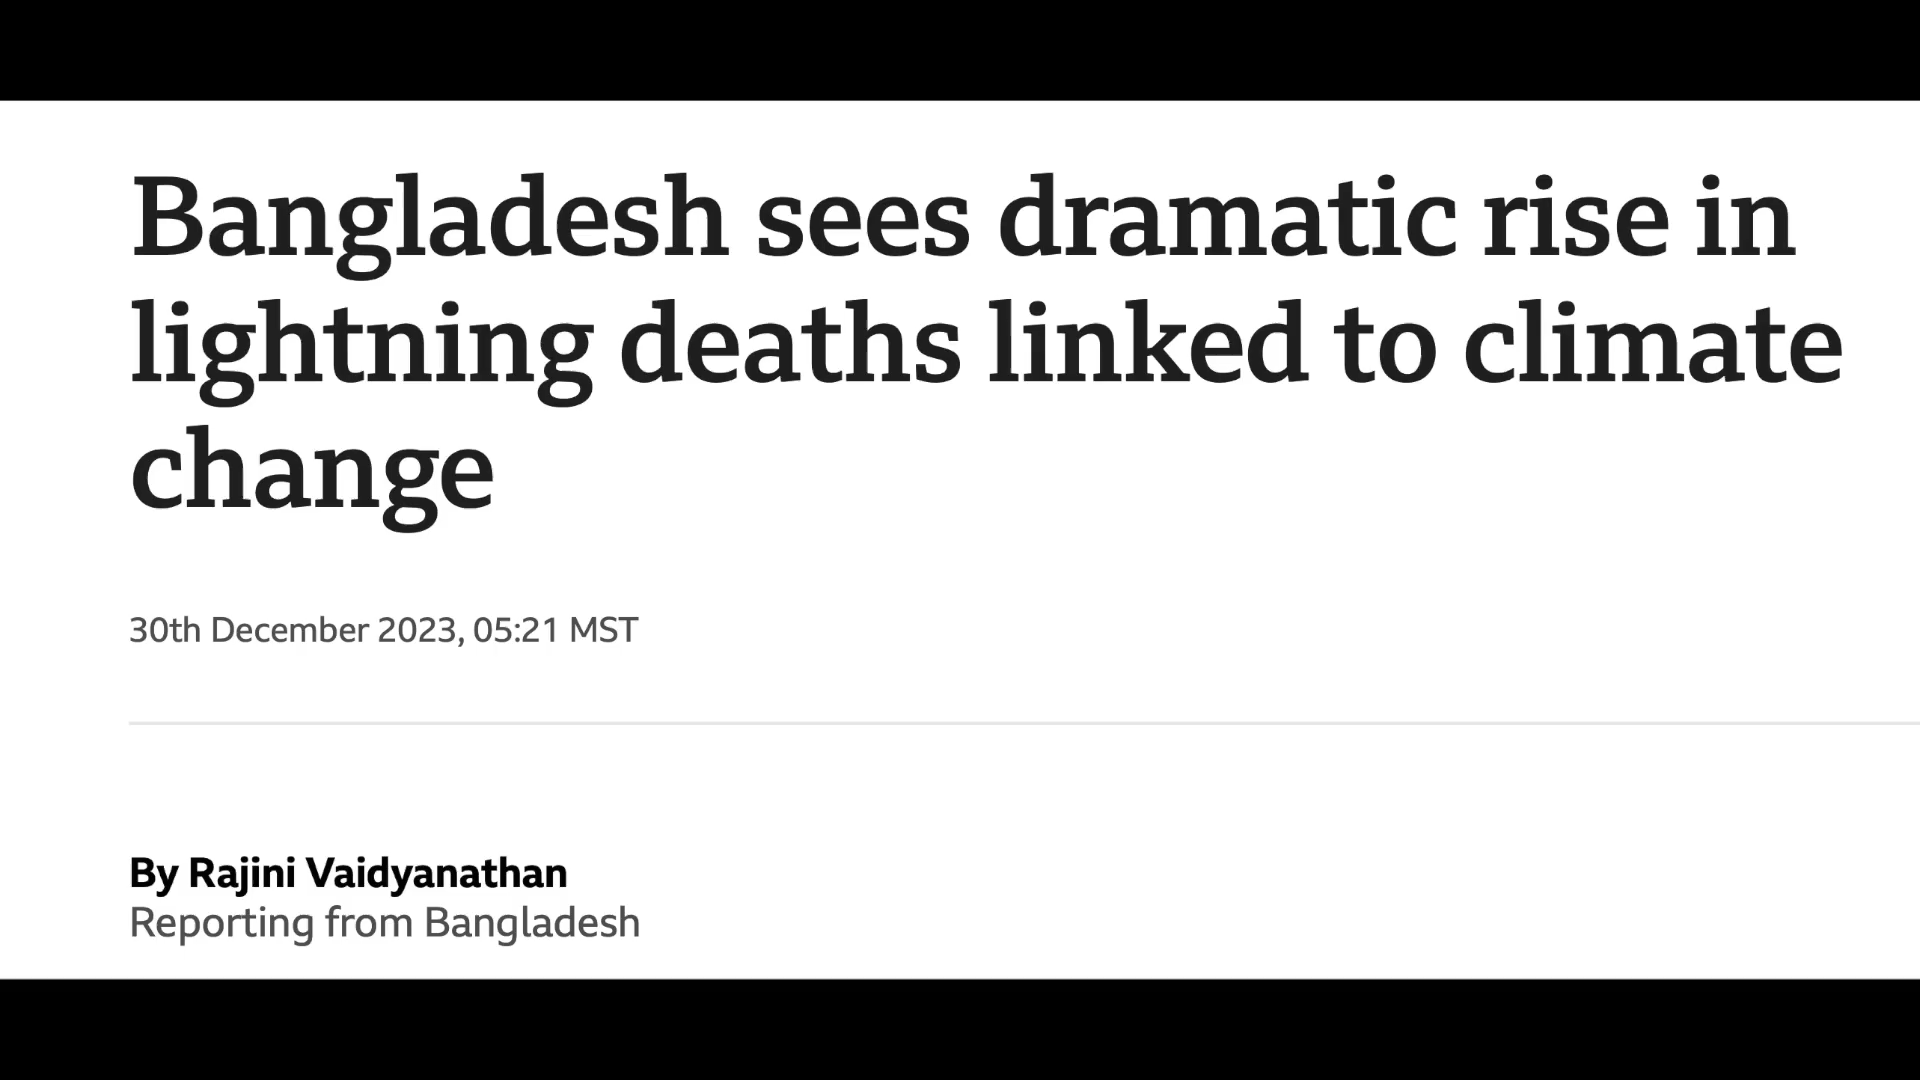 Bangladesh sees dramatic rise in
lightning deaths linked to climate
change
30th December 2023, 05:21 MST
By Rajini Vaidyanathan
Reporting from Bangladesh